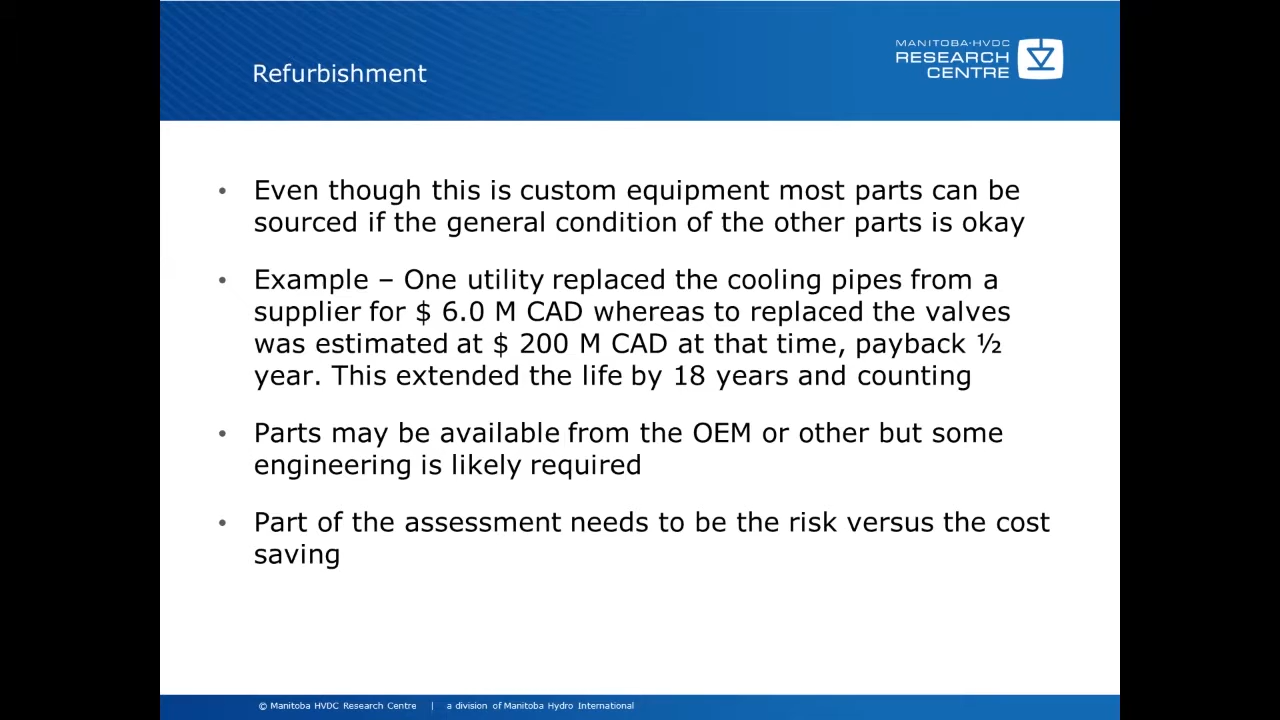 Refurbishment
MANITOBA·HVDC
RESEARCH
CENTRE
• Even though this is custom equipment most parts can be
sourced if the general condition of the other parts is okay
• Example – One utility replaced the cooling pipes from a
supplier for $ 6.0 M CAD whereas to replaced the valves
was estimated at $ 200 M CAD at that time, payback ½
year. This extended the life by 18 years and counting
• Parts may be available from the OEM or other but some
engineering is likely required
• Part of the assessment needs to be the risk versus the cost
saving
© Manitoba HVDC Research Centre | a division of Manitoba Hydro International